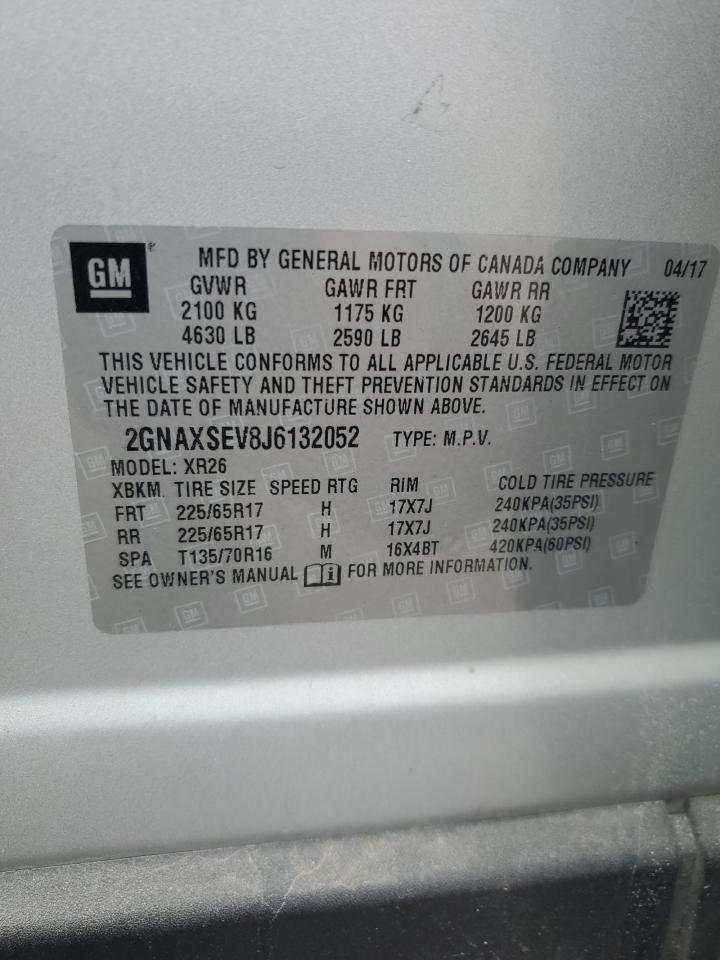 GM
MFD BY GENERAL MOTORS OF CANADA COMPANY 04/17
GVWR GAWR FRT GAWR RR
2100 KG 1175 KG 1200 KG
4630 LB 2590 LB 2645 LB
THIS VEHICLE CONFORMS TO ALL APPLICABLE U.S. FEDERAL MOTOR
VEHICLE SAFETY AND THEFT PREVENTION STANDARDS IN EFFECT ON
THE DATE OF MANUFACTURE SHOWN ABOVE.
2GNAXSEV8J6132052 TYPE: M.P.V.
MODEL: XR26
XBKM TIRE SIZE SPEED RTG RIM COLD TIRE PRESSURE
FRT 225/65R17 H 17X7J 240KPA(35PSI)
RR 225/65R17 H 17X7J 240KPA(35PSI)
SPA T135/70R16 M 16X4BT 420KPA(60PSI)
SEE OWNER'S MANUAL i FOR MORE INFORMATION.